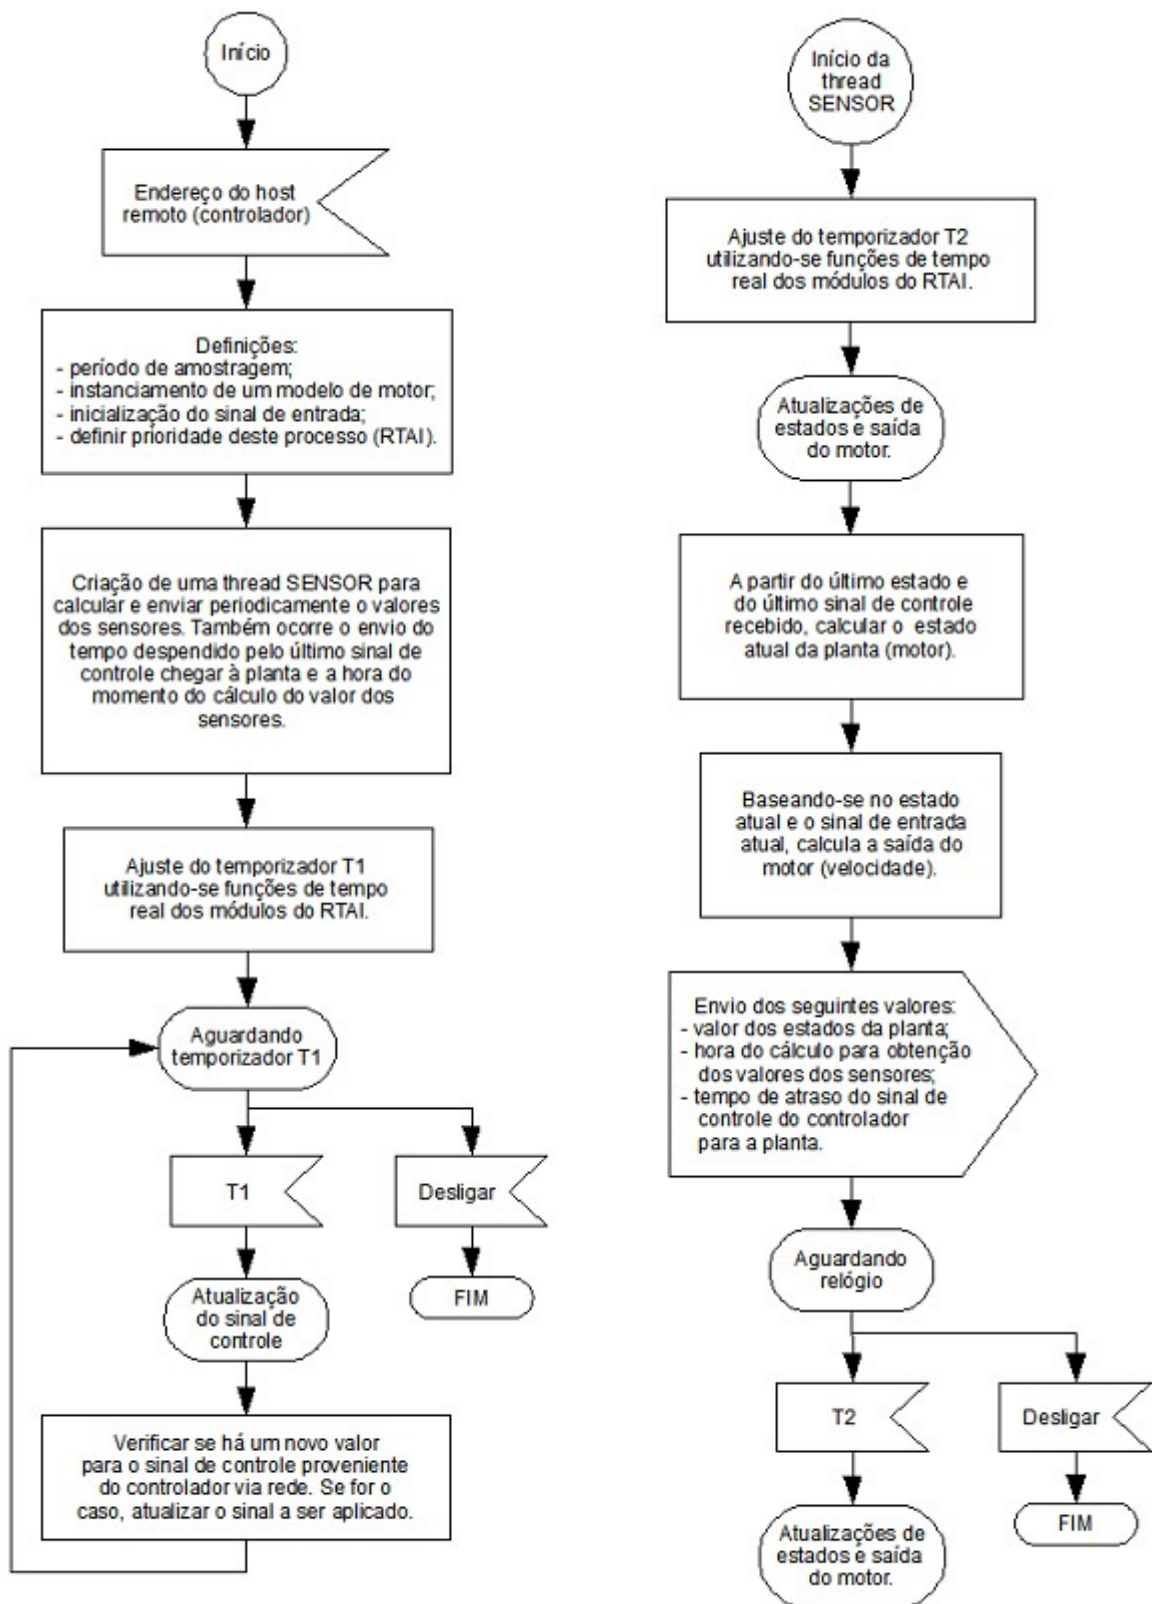 Início
Endereço do host
remoto (controlador)
Definições:
- período de amostragem;
- instanciamento de um modelo de motor;
- inicialização do sinal de entrada;
- definir prioridade deste processo (RTAI).
Criação de uma thread SENSOR para
calcular e enviar periodicamente o valores
dos sensores. Também ocorre o envio do
tempo despendido pelo último sinal de
controle chegar à planta e a hora do
momento do cálculo do valor dos
sensores.
Ajuste do temporizador T1
utilizando-se funções de tempo
real dos módulos do RTAI.
Aguardando
temporizador T1
T1
Desligar
Atualização
do sinal de
controle
FIM
Verificar se há um novo valor
para o sinal de controle proveniente
do controlador via rede. Se for o
caso, atualizar o sinal a ser aplicado.
Início da
thread
SENSOR
Ajuste do temporizador T2
utilizando-se funções de tempo
real dos módulos do RTAI.
Atualizações de
estados e saída
do motor.
A partir do último estado e
do último sinal de controle
recebido, calcular o estado
atual da planta (motor).
Baseando-se no estado
atual e o sinal de entrada
atual, calcula a saída do
motor (velocidade).
Envio dos seguintes valores:
- valor dos estados da planta;
- hora do cálculo para obtenção
dos valores dos sensores;
- tempo de atraso do sinal de
controle do controlador
para a planta.
Aguardando
relógio
T2
Desligar
Atualizações de
estados e saída
do motor.
FIM